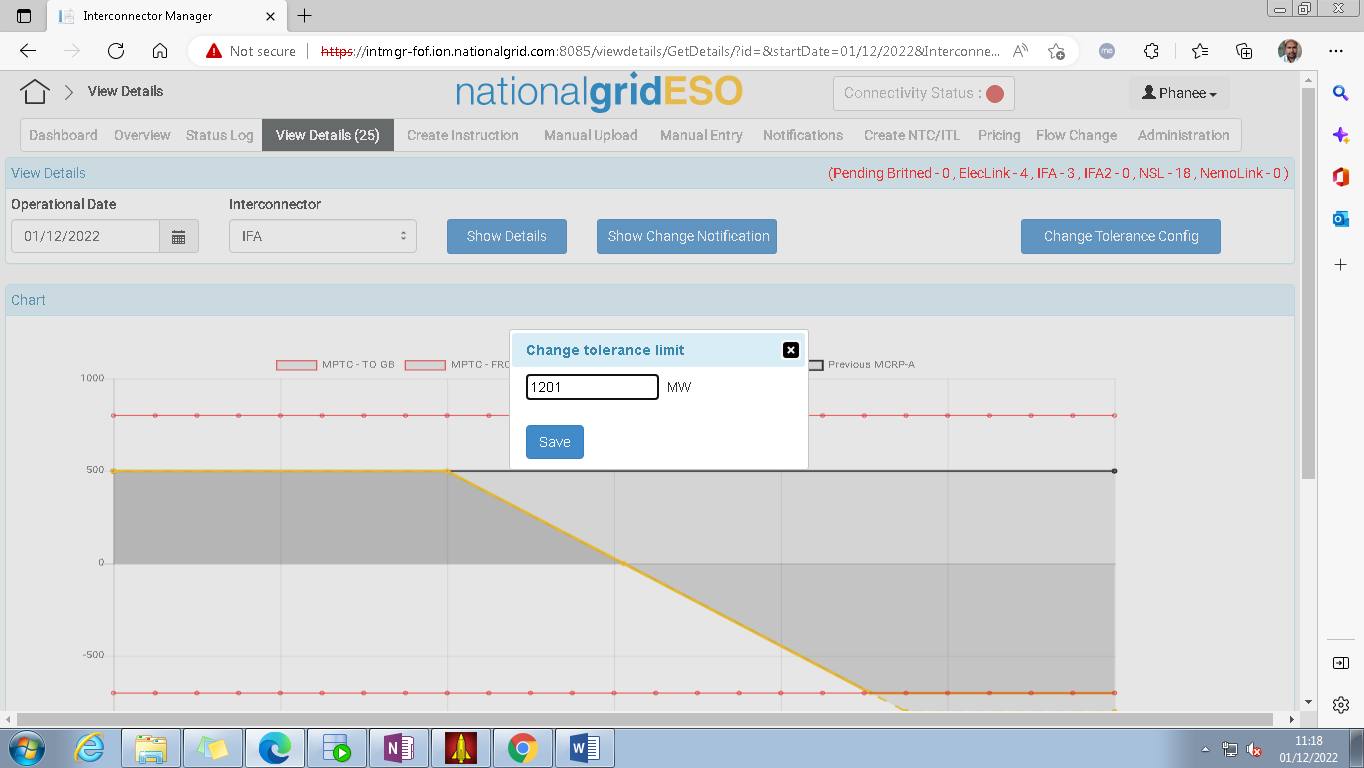 Interconnector Manager
Not secure https://intmgr-fof.ion.nationalgrid.com:8085/viewdetails/GetDetails/?id=&startDate=01/12/2022&Interconne...
View Details
nationalgridESO
Connectivity Status :
Phanee
Dashboard Overview Status Log View Details (25) Create Instruction Manual Upload Manual Entry Notifications Create NTC/ITL Pricing Flow Change Administration
View Details (Pending Britned - 0 , ElecLink - 4 , IFA - 3 , IFA2 - 0 , NSL - 18 , NemoLink - 0 )
Operational Date Interconnector
01/12/2022 IFA Show Details Show Change Notification Change Tolerance Config
Chart
Change tolerance limit
MPTC - TO GB MPTC - FRO Previous MCRP-A
1000
1201 MW
Save
500
0
-500
11:18
01/12/2022